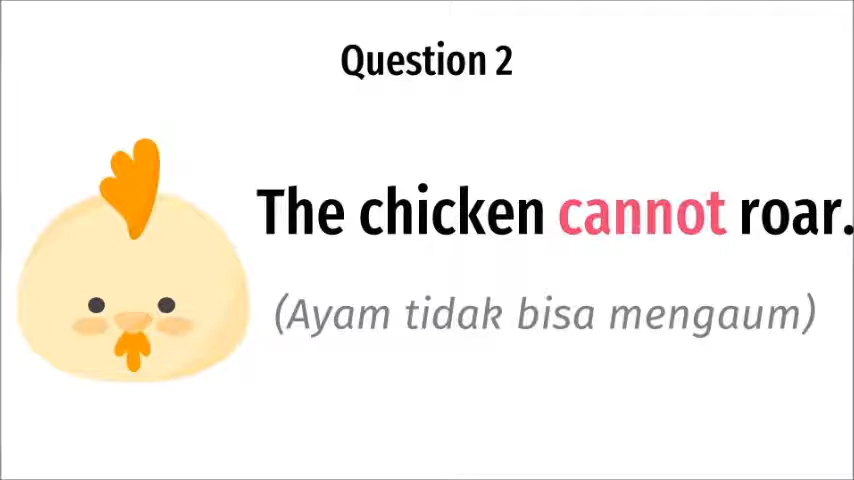 Question 2
The chicken cannot roar.
(Ayam tidak bisa mengaum)